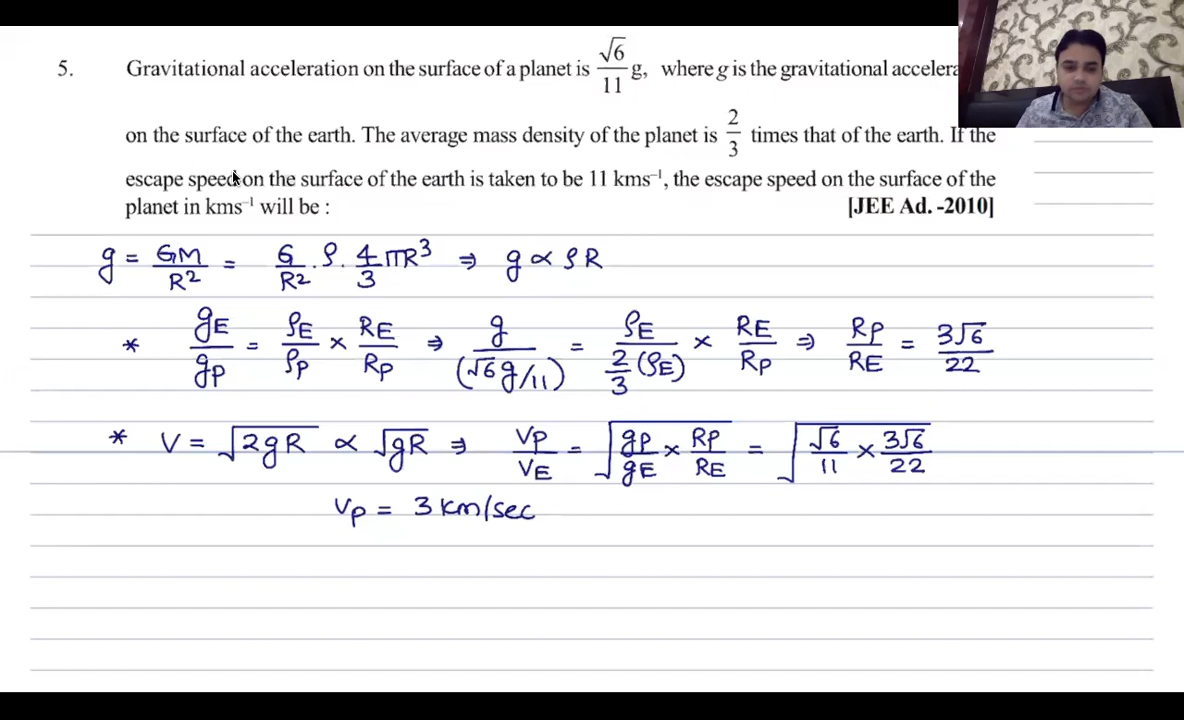 5. Gravitational acceleration on the surface of a planet is √6/11 g, where g is the gravitational
on the surface of the earth. The average mass density of the planet is 2/3 times that of the earth. If the
escape speed on the surface of the earth is taken to be 11 kms⁻¹, the escape speed on the surface of the
planet in kms⁻¹ will be : [JEE Ad. -2010]
g = GM/R² = G/R² . ρ. 4/3 πR³ ⇒ g ∝ ρR
* gE/gP = ρE/ρP × RE/RP ⇒ g/(√6g/11) = ρE/(2/3 (ρE)) × RE/RP ⇒ RP/RE = 3√6/22
* V = √(2gR) ∝ √(gR) ⇒ VP/VE = √(gP/gE × RP/RE) = √(√6/11 × 3√6/22)
VP = 3 km/sec